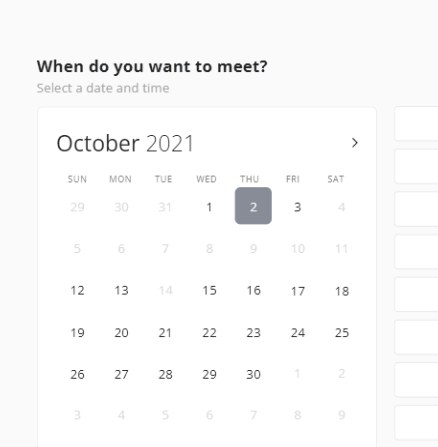 When do you want to meet?
Select a date and time
October 2021
SUN MON TUE WED THU FRI SAT
29 30 31 1 2 3 4
5 6 7 8 9 10 11
12 13 14 15 16 17 18
19 20 21 22 23 24 25
26 27 28 29 30 1 2
3 4 5 6 7 8 9